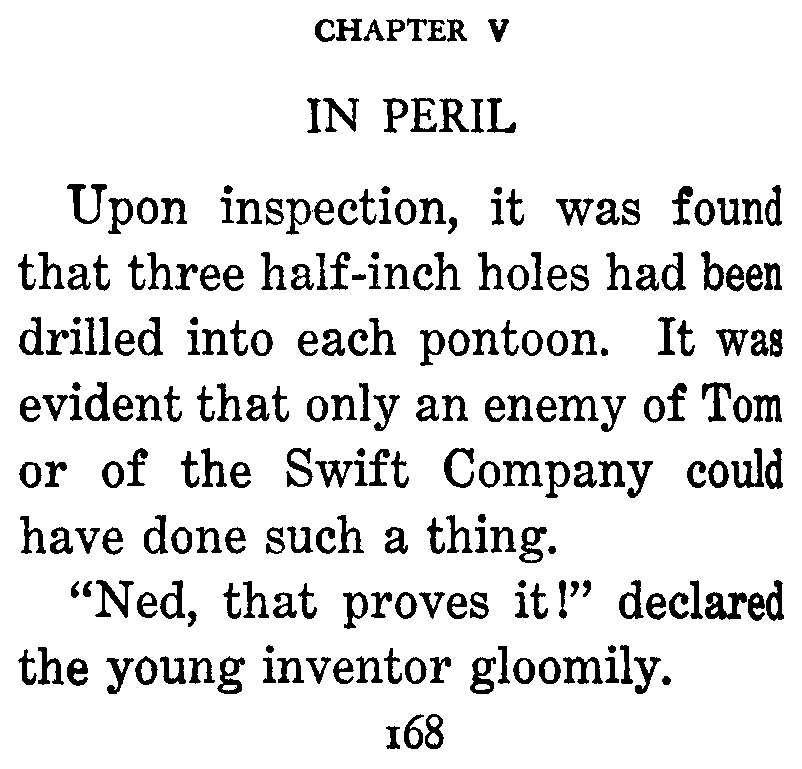 CHAPTER V
IN PERIL
Upon inspection, it was found
that three half-inch holes had been
drilled into each pontoon. It was
evident that only an enemy of Tom
or of the Swift Company could
have done such a thing.
“Ned, that proves it!” declared
the young inventor gloomily.
168